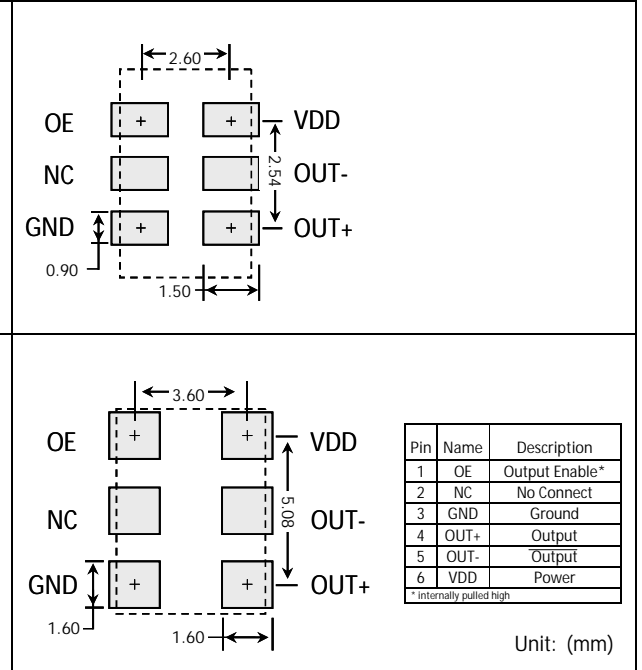 2.60
OE
VDD
NC
2.54
OUT-
GND
OUT+
0.90
1.50
3.60
OE
VDD
NC
5.08
OUT-
GND
OUT+
1.60
1.60
Pin Name Description
1 OE Output Enable*
2 NC No Connect
3 GND Ground
4 OUT+ Output
5 OUT- Output
6 VDD Power
* internally pulled high
Unit: (mm)